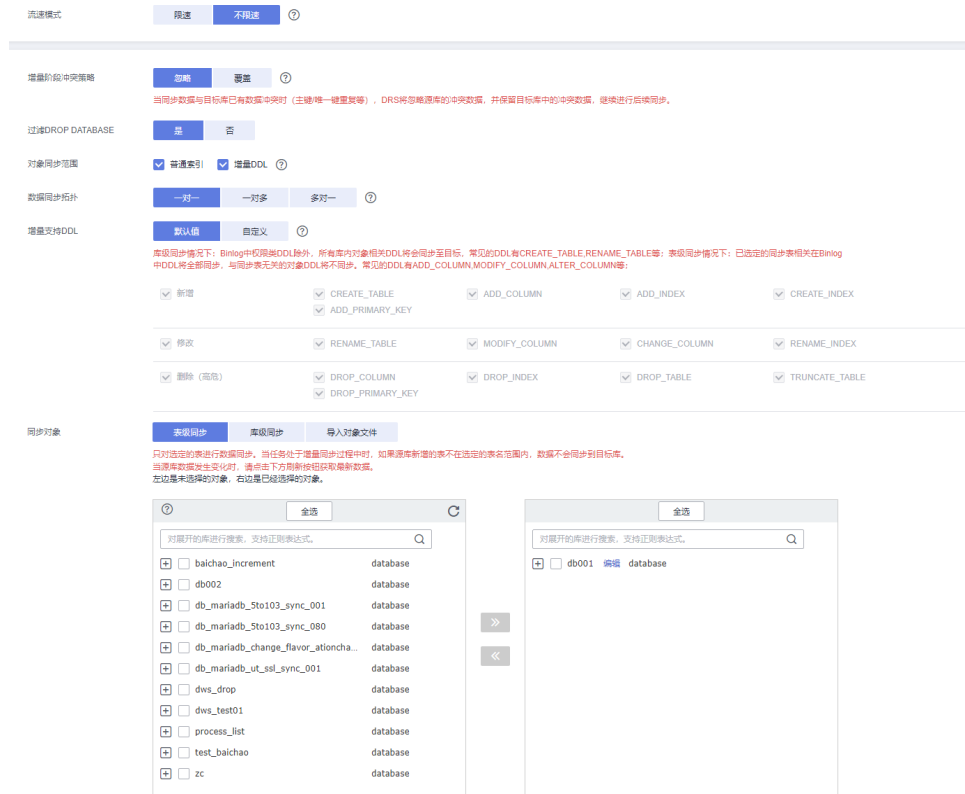 流速模式 限速 不限速
增量阶段冲突策略 忽略 覆盖
当同步数据与目标库已有数据冲突时（主键/唯一键重复等），DRS将忽略源库的冲突数据，并保留目标库中的冲突数据，继续进行后续同步。
过滤DROP DATABASE 是 否
对象同步范围 普通索引 增量DDL
数据同步拓扑 一对一 一对多 多对一
增量支持DDL 默认值 自定义
库级同步情况下：Binlog中权限类DDL除外，所有库内对象相关DDL将会同步至目标，常见的DDL有CREATE_TABLE,RENAME_TABLE等；表级同步情况下：已选定的同步表相关在Binlog
中DDL将全部同步，与同步表无关的对象DDL将不同步。常见的DDL有ADD_COLUMN,MODIFY_COLUMN,ALTER_COLUMN等；
新增 CREATE_TABLE ADD_COLUMN ADD_INDEX CREATE_INDEX
ADD_PRIMARY_KEY
修改 RENAME_TABLE MODIFY_COLUMN CHANGE_COLUMN RENAME_INDEX
删除（高危） DROP_COLUMN DROP_INDEX DROP_TABLE TRUNCATE_TABLE
DROP_PRIMARY_KEY
同步对象 表级同步 库级同步 导入对象文件
只对选定的表进行数据同步。当任务处于增量同步过程中时，如果源库新增的表不在选定的表名范围内，数据不会同步到目标库。
当源库数据发生变化时，请点击下方刷新按钮获取最新数据。
左边是未选择的对象，右边是已经选择的对象。
全选
对展开的库进行搜索，支持正则表达式。
baichao_increment database
db002 database
db_mariadb_5to103_sync_001 database
db_mariadb_5to103_sync_080 database
db_mariadb_change_flavor_ationcha... database
db_mariadb_ut_ssl_sync_001 database
dws_drop database
dws_test01 database
process_list database
test_baichao database
zc database
全选
对展开的库进行搜索，支持正则表达式。
db001 编辑 database